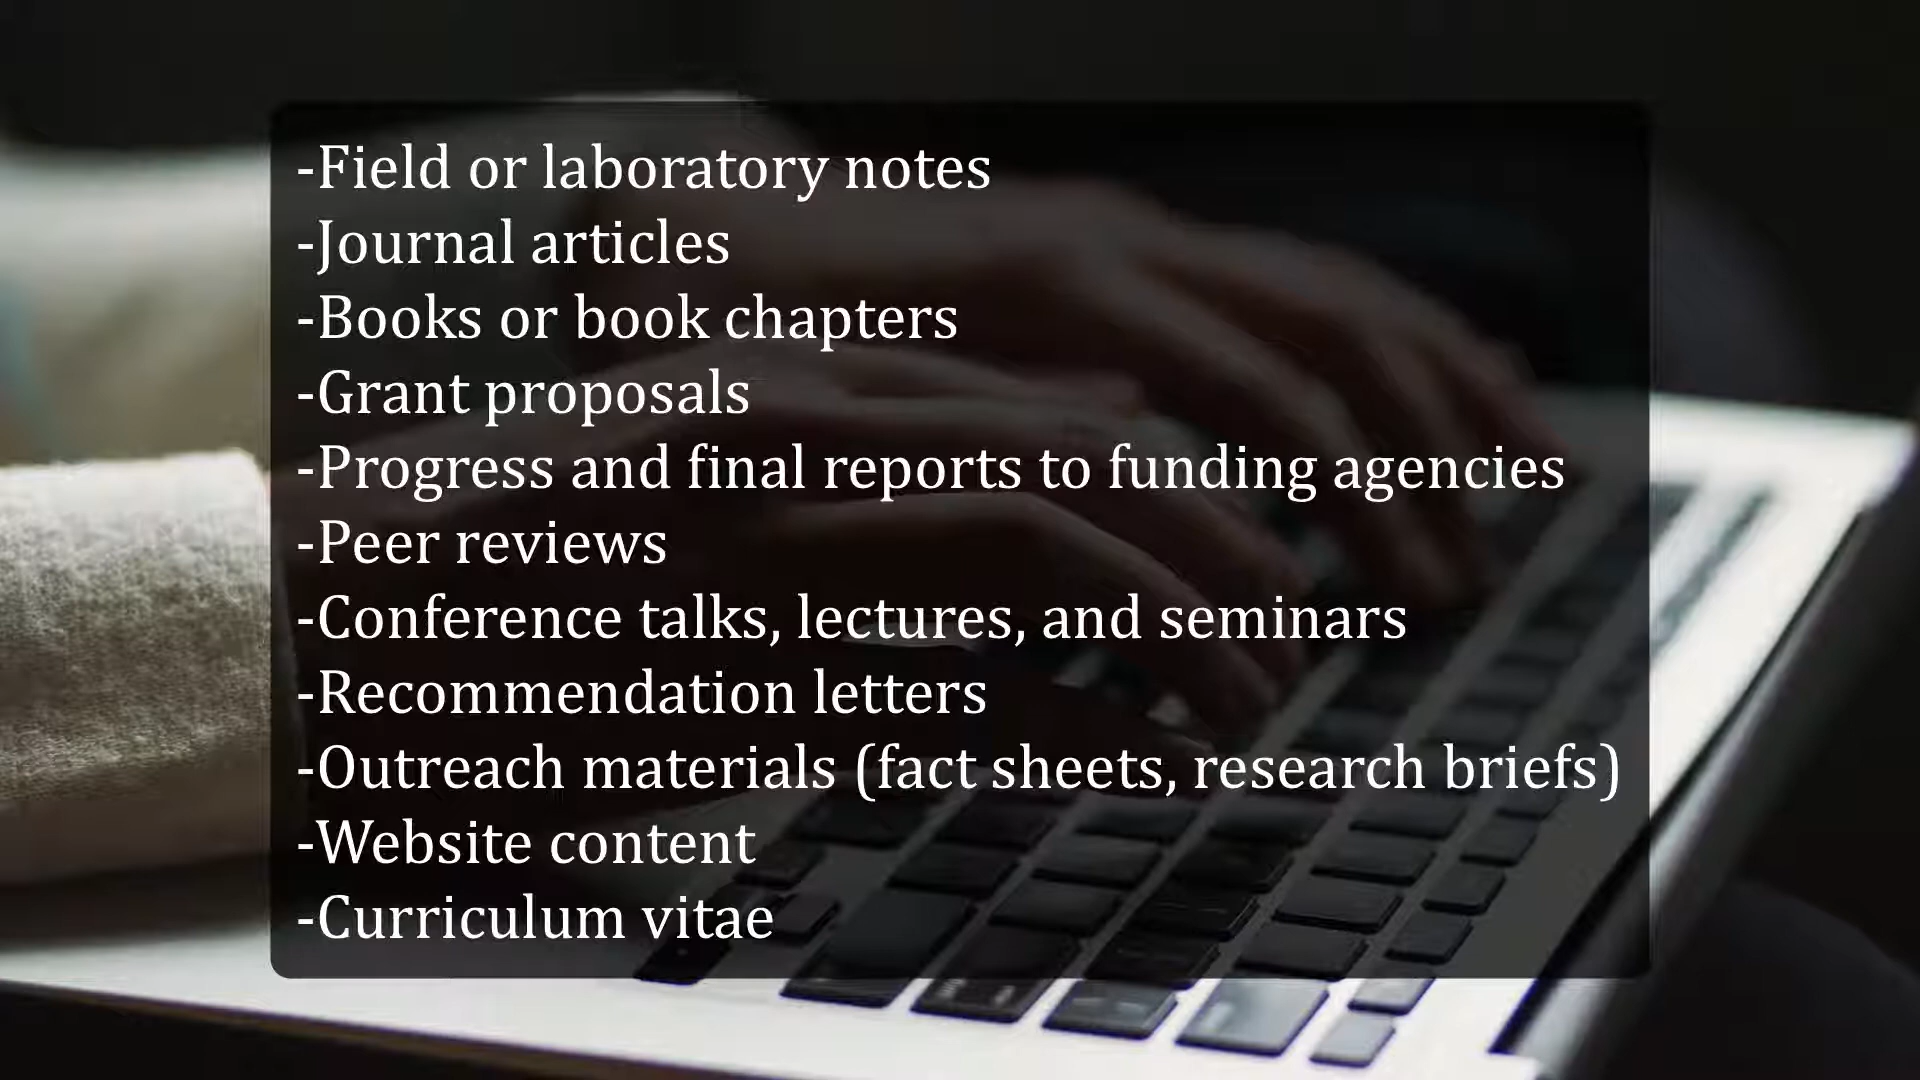 -Field or laboratory notes
-Journal articles
-Books or book chapters
-Grant proposals
-Progress and final reports to funding agencies
-Peer reviews
-Conference talks, lectures, and seminars
-Recommendation letters
-Outreach materials (fact sheets, research briefs)
-Website content
-Curriculum vitae